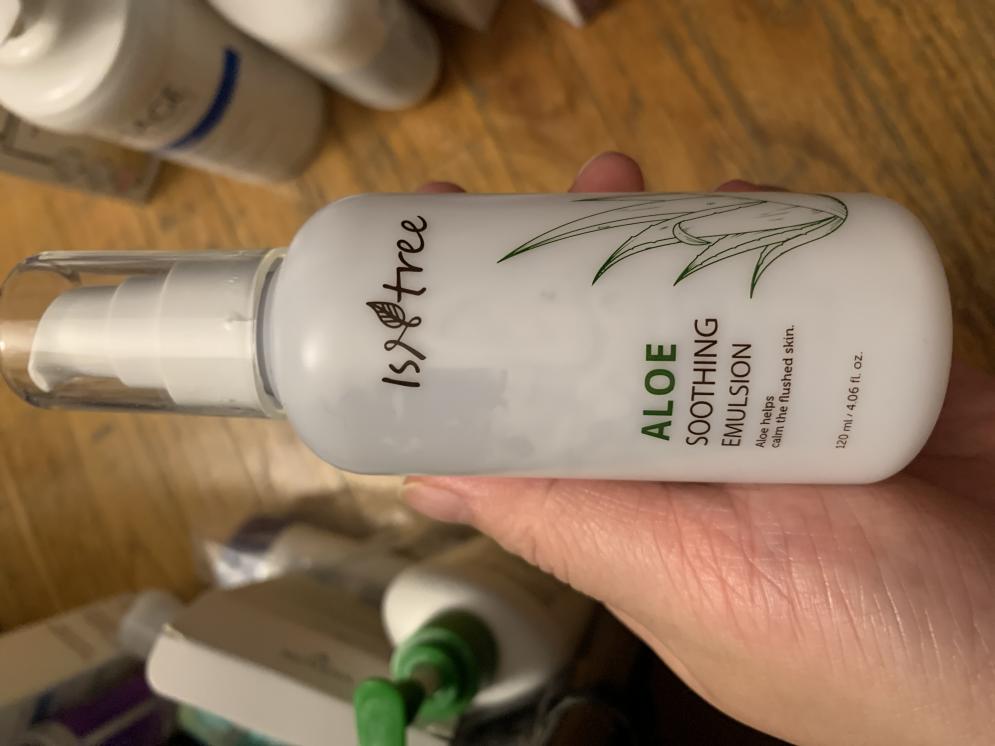 Isntree
ALOE
SOOTHING
EMULSION
Aloe helps
calm the flushed skin.
120 ml / 4.06 fl. oz.